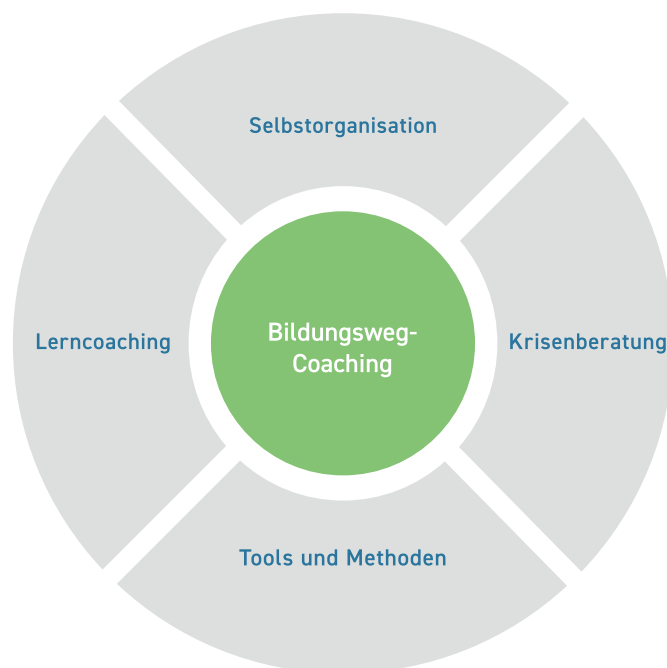 Selbstorganisation
Lerncoaching
Bildungsweg-
Coaching
Krisenberatung
Tools und Methoden